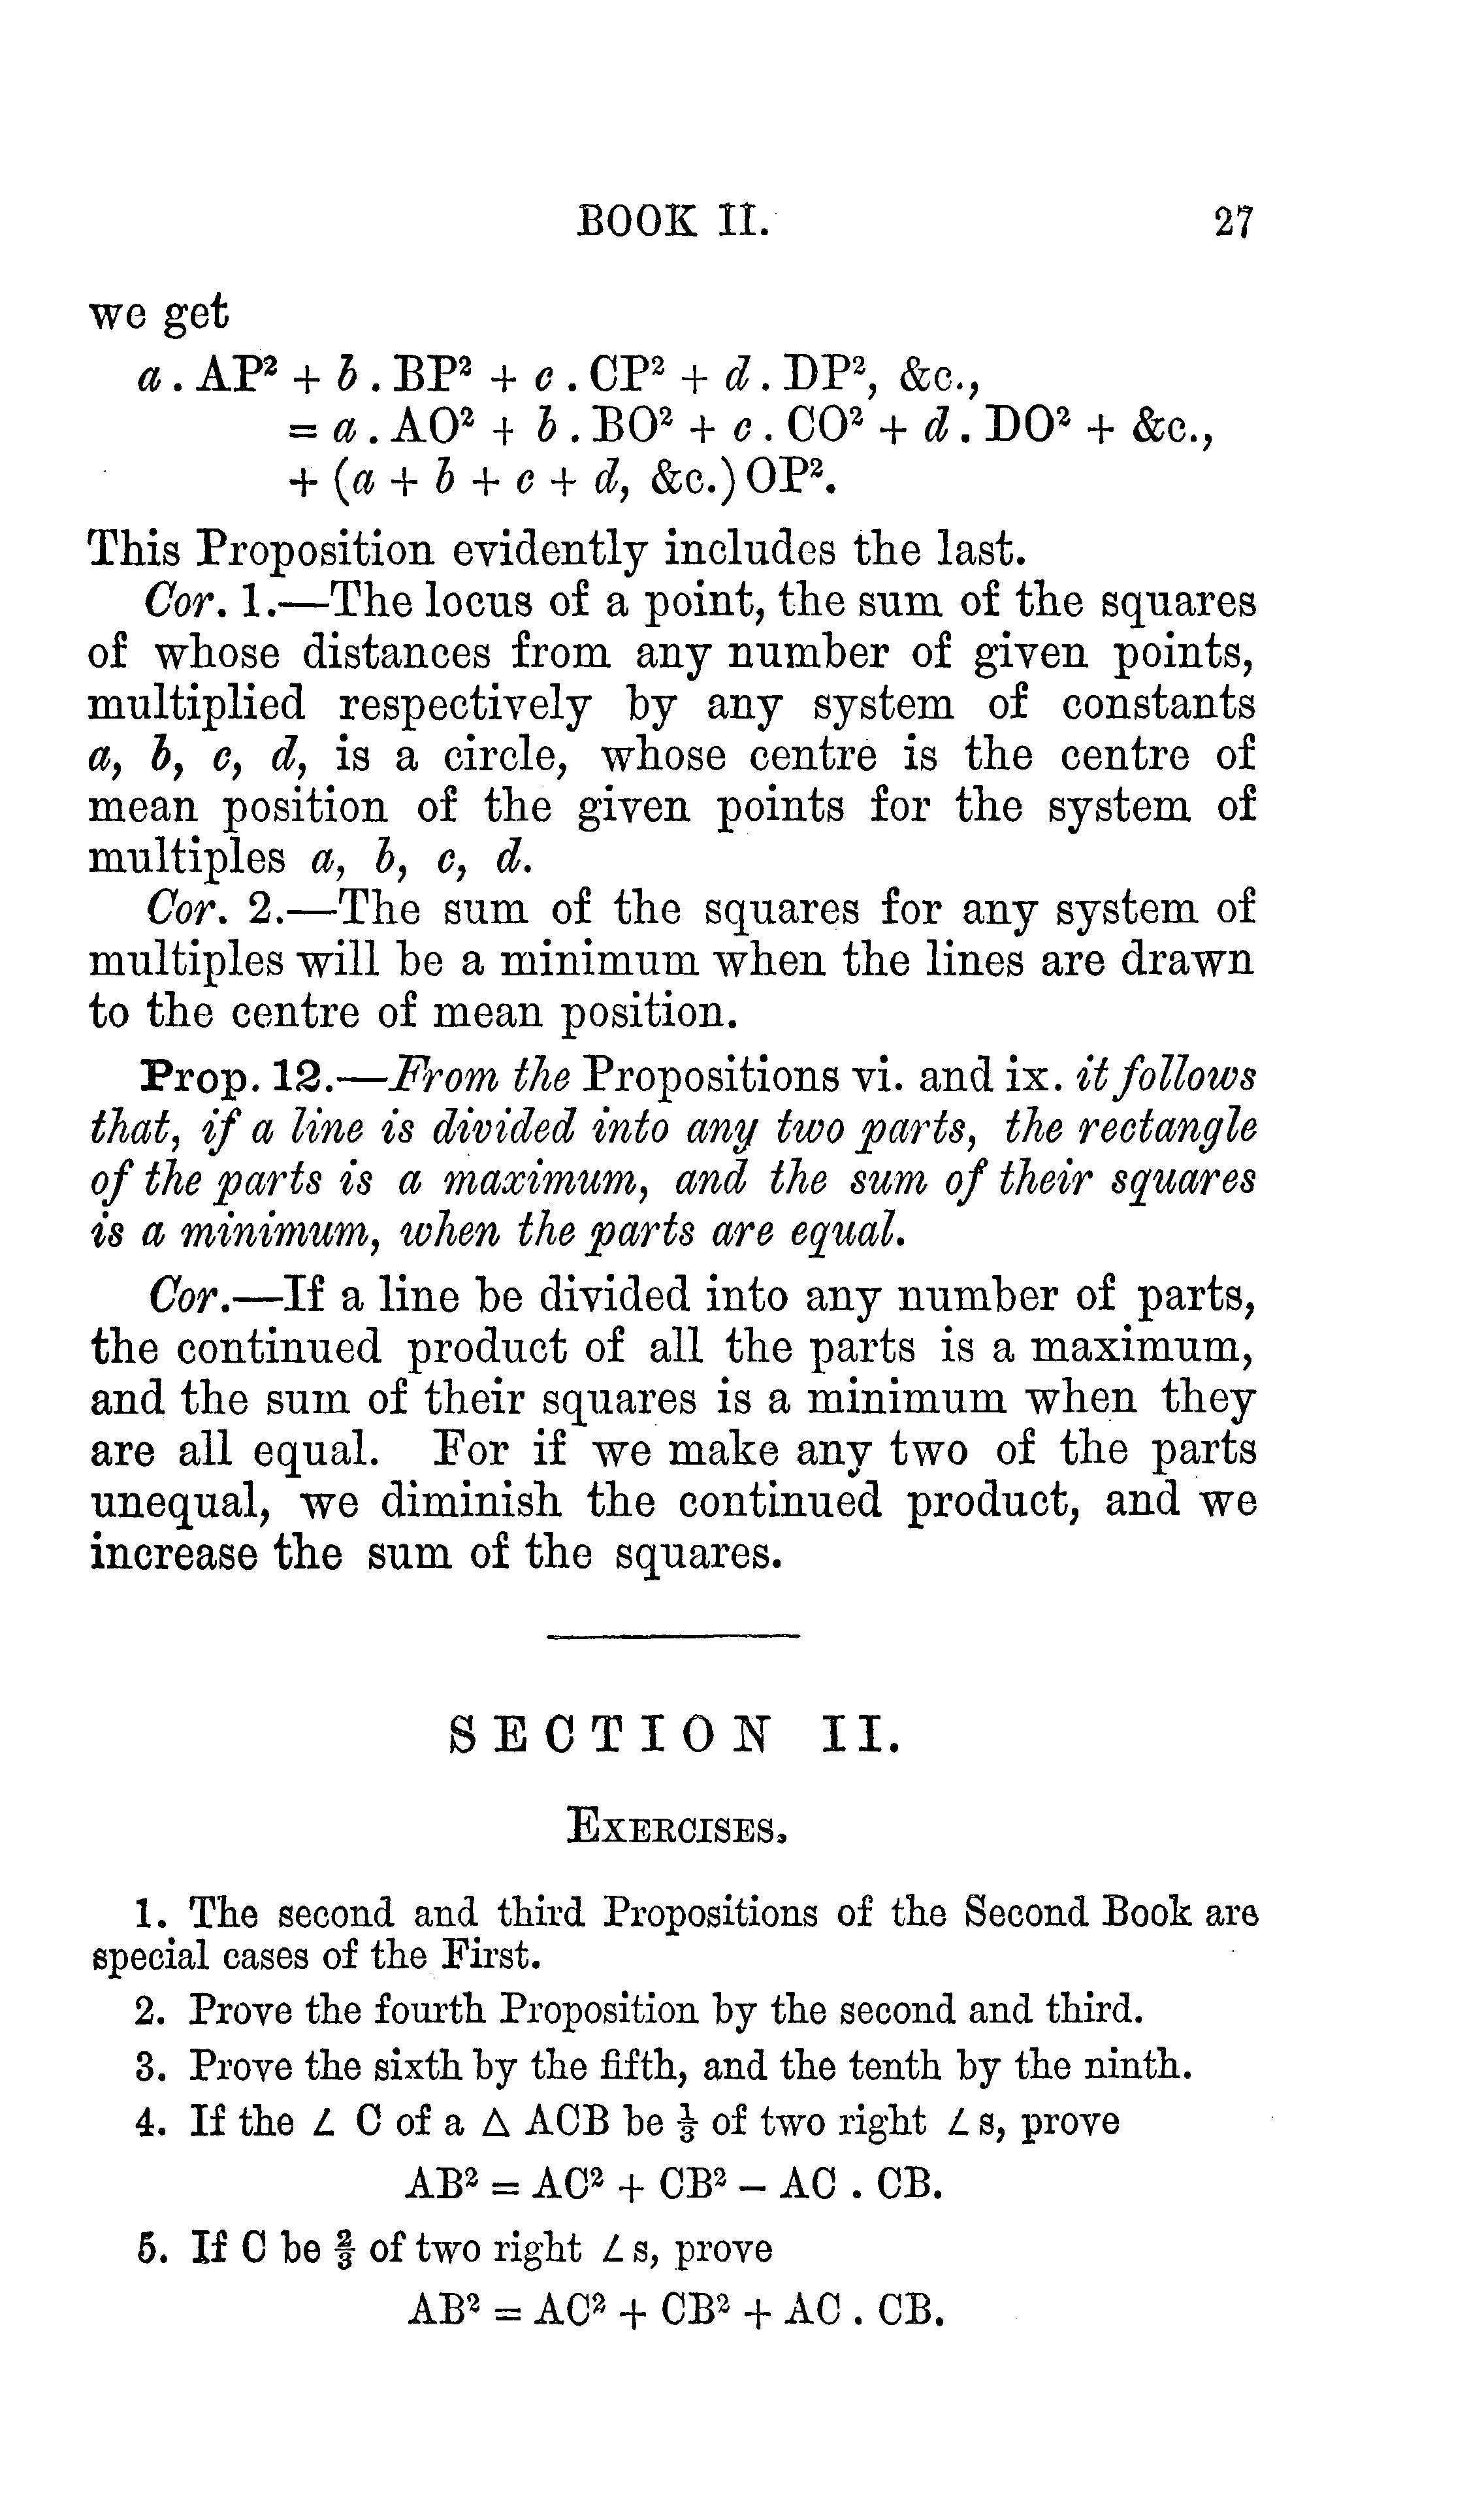 BOOK II. 27
we get
a . AP² + b . BP² + c . CP² + d . DP², &c.,
= a . AO² + b . BO² + c . CO² + d . DO² + &c.,
+ (a + b + c + d, &c.) OP².
This Proposition evidently includes the last.
Cor. 1.—The locus of a point, the sum of the squares
of whose distances from any number of given points,
multiplied respectively by any system of constants
a, b, c, d, is a circle, whose centre is the centre of
mean position of the given points for the system of
multiples a, b, c, d.
Cor. 2.—The sum of the squares for any system of
multiples will be a minimum when the lines are drawn
to the centre of mean position.
Prop. 12.—From the Propositions vi. and ix. it follows
that, if a line is divided into any two parts, the rectangle
of the parts is a maximum, and the sum of their squares
is a minimum, when the parts are equal.
Cor.—If a line be divided into any number of parts,
the continued product of all the parts is a maximum,
and the sum of their squares is a minimum when they
are all equal. For if we make any two of the parts
unequal, we diminish the continued product, and we
increase the sum of the squares.
SECTION II.
EXERCISES.
1. The second and third Propositions of the Second Book are
special cases of the First.
2. Prove the fourth Proposition by the second and third.
3. Prove the sixth by the fifth, and the tenth by the ninth.
4. If the ∠ C of a △ ACB be ⅓ of two right ∠s, prove
AB² = AC² + CB² − AC . CB.
5. If C be ⅔ of two right ∠s, prove
AB² = AC² + CB² + AC . CB.